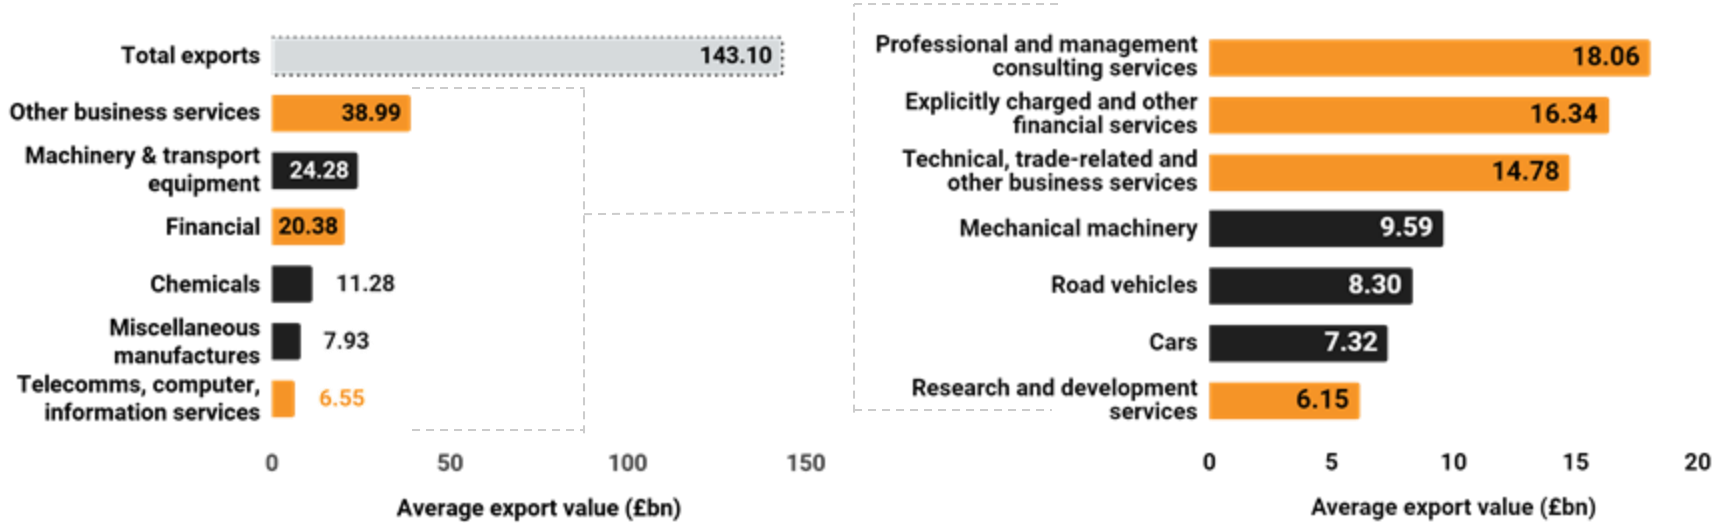 Total exports
143.10
Other business services
38.99
Machinery & transport
equipment
24.28
Financial
20.38
Chemicals
11.28
Miscellaneous
manufactures
7.93
Telecomms, computer,
information services
6.55
0 50 100 150
Average export value (£bn)
Professional and management
consulting services
18.06
Explicitly charged and other
financial services
16.34
Technical, trade-related and
other business services
14.78
Mechanical machinery
9.59
Road vehicles
8.30
Cars
7.32
Research and development
services
6.15
0 5 10 15 20
Average export value (£bn)